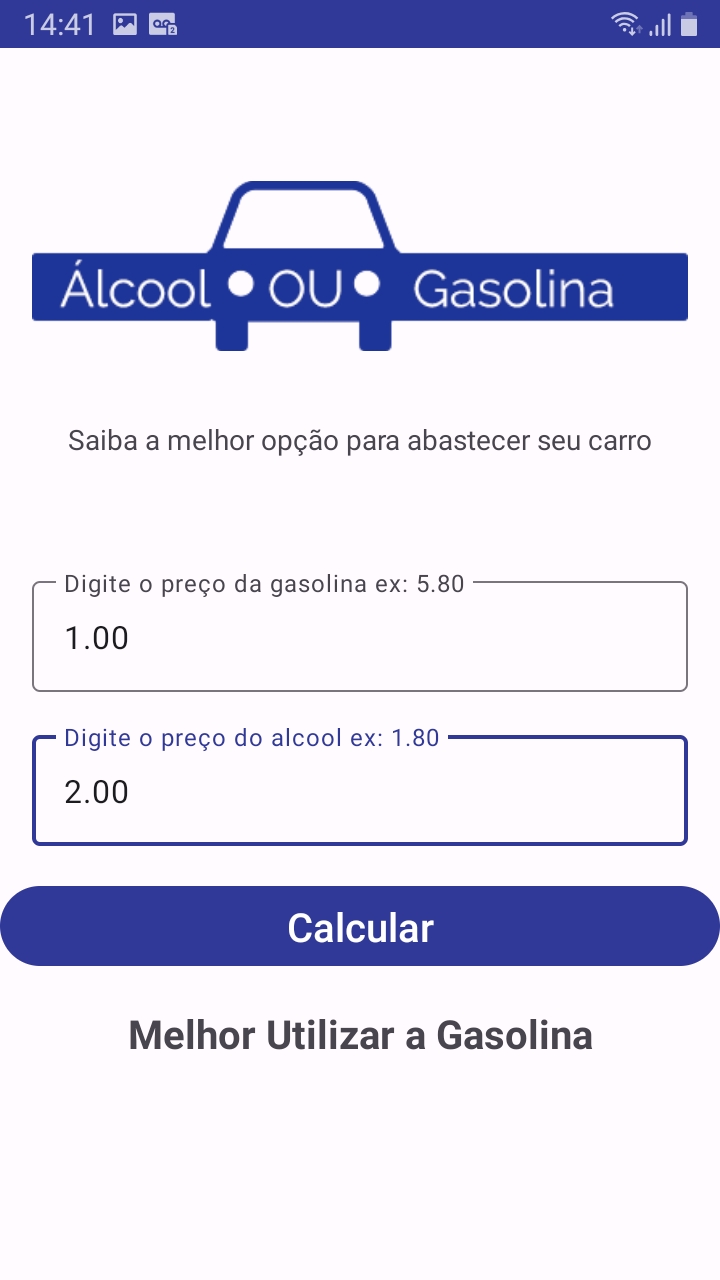 14:41
Álcool OU Gasolina
Saiba a melhor opção para abastecer seu carro
Digite o preço da gasolina ex: 5.80
1.00
Digite o preço do alcool ex: 1.80
2.00
Calcular
Melhor Utilizar a Gasolina